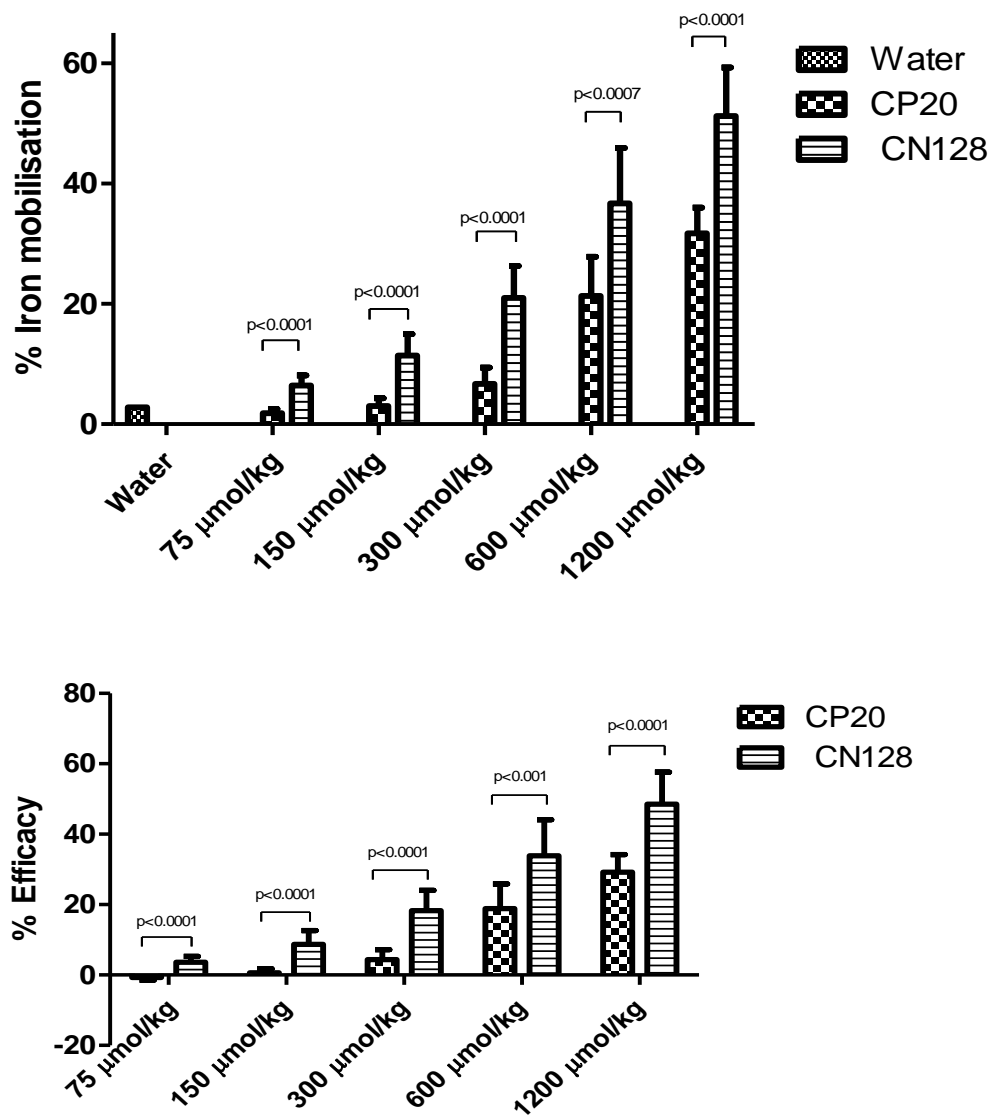 % Iron mobilisation
60
40
20
0
p<0.0001
p<0.0001
p<0.0001
p<0.0007
p<0.0001
Water
CP20
CN128
Water
75 μmol/kg
150 μmol/kg
300 μmol/kg
600 μmol/kg
1200 μmol/kg
% Efficacy
80
60
40
20
0
-20
p<0.0001
p<0.0001
p<0.0001
p<0.001
p<0.0001
CP20
CN128
75 μmol/kg
150 μmol/kg
300 μmol/kg
600 μmol/kg
1200 μmol/kg